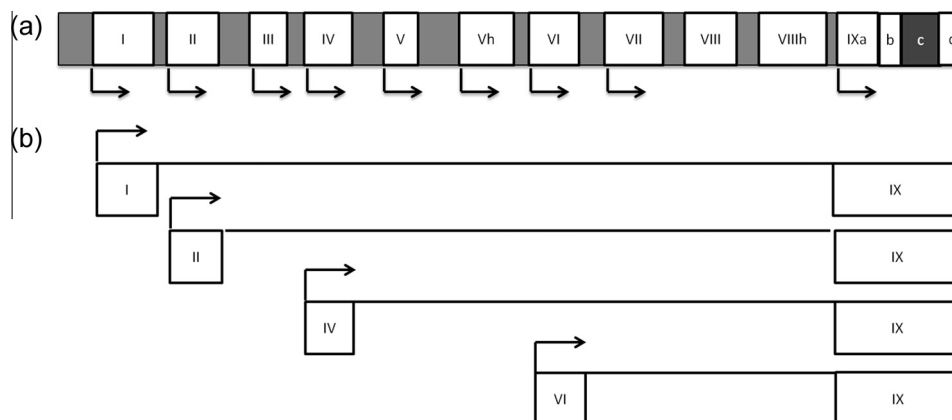 (a) I II III IV V Vh VI VII VIII VIIIh IXa b c
(b)
I IX
II IX
IV IX
VI IX